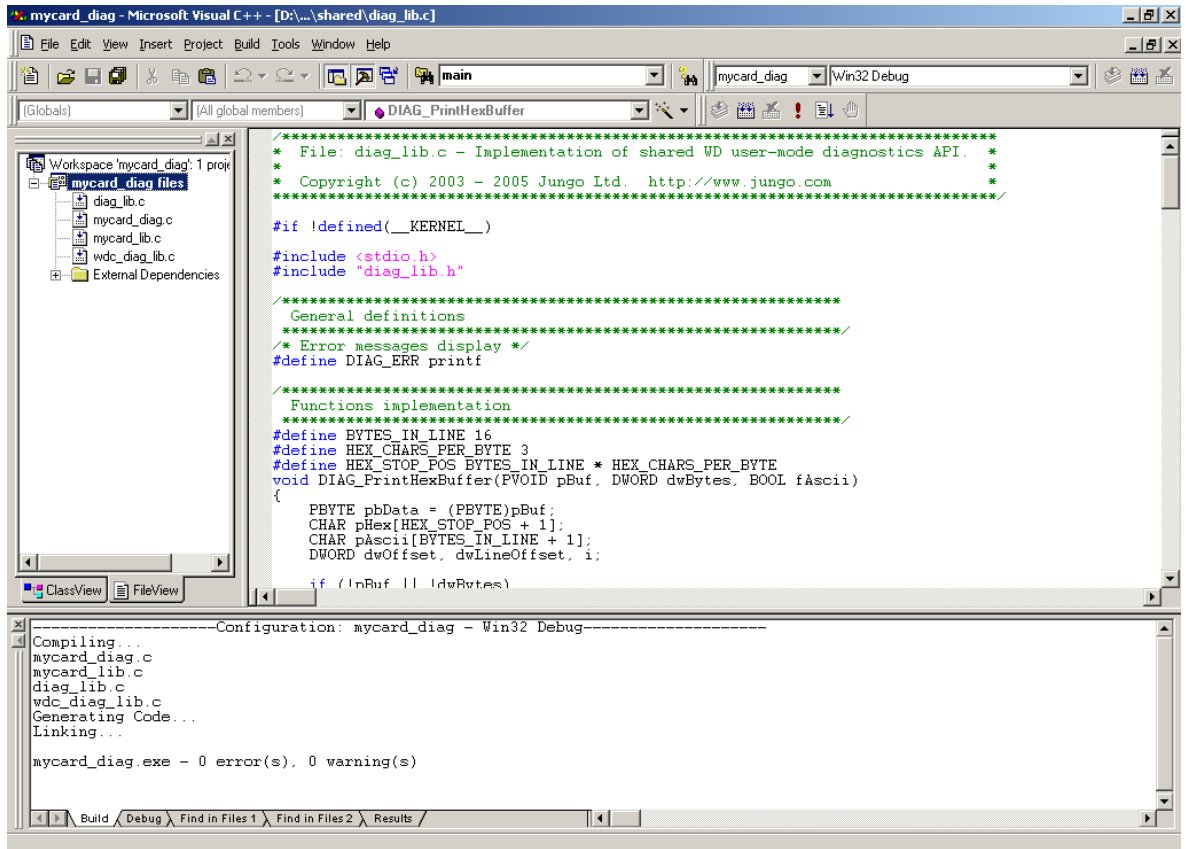 mycard_diag - Microsoft Visual C++ - [D:\...\shared\diag_lib.c]
File Edit View Insert Project Build Tools Window Help
main
mycard_diag
Win32 Debug
(Globals)
(All global members)
DIAG_PrintHexBuffer
Workspace 'mycard_diag': 1 proje
mycard_diag files
diag_lib.c
mycard_diag.c
mycard_lib.c
wdc_diag_lib.c
External Dependencies
ClassView
FileView
/******************************************************************************
* File: diag_lib.c - Implementation of shared WD user-mode diagnostics API. *
* *
* Copyright (c) 2003 - 2005 Jungo Ltd. http://www.jungo.com *
*******************************************************************************/
#if !defined(__KERNEL__)
#include <stdio.h>
#include "diag_lib.h"
/*************************************************************
General definitions
*************************************************************/
/* Error messages display */
#define DIAG_ERR printf
/*************************************************************
Functions implementation
*************************************************************/
#define BYTES_IN_LINE 16
#define HEX_CHARS_PER_BYTE 3
#define HEX_STOP_POS BYTES_IN_LINE * HEX_CHARS_PER_BYTE
void DIAG_PrintHexBuffer(PVOID pBuf, DWORD dwBytes, BOOL fAscii)
{
PBYTE pbData = (PBYTE)pBuf;
CHAR pHex[HEX_STOP_POS + 1];
CHAR pAscii[BYTES_IN_LINE + 1];
DWORD dwOffset, dwLineOffset, i;
if (!pBuf || !dwBytes)
--------------------Configuration: mycard_diag - Win32 Debug--------------------
Compiling...
mycard_diag.c
mycard_lib.c
diag_lib.c
wdc_diag_lib.c
Generating Code...
Linking...
mycard_diag.exe - 0 error(s), 0 warning(s)
Build
Debug
Find in Files 1
Find in Files 2
Results